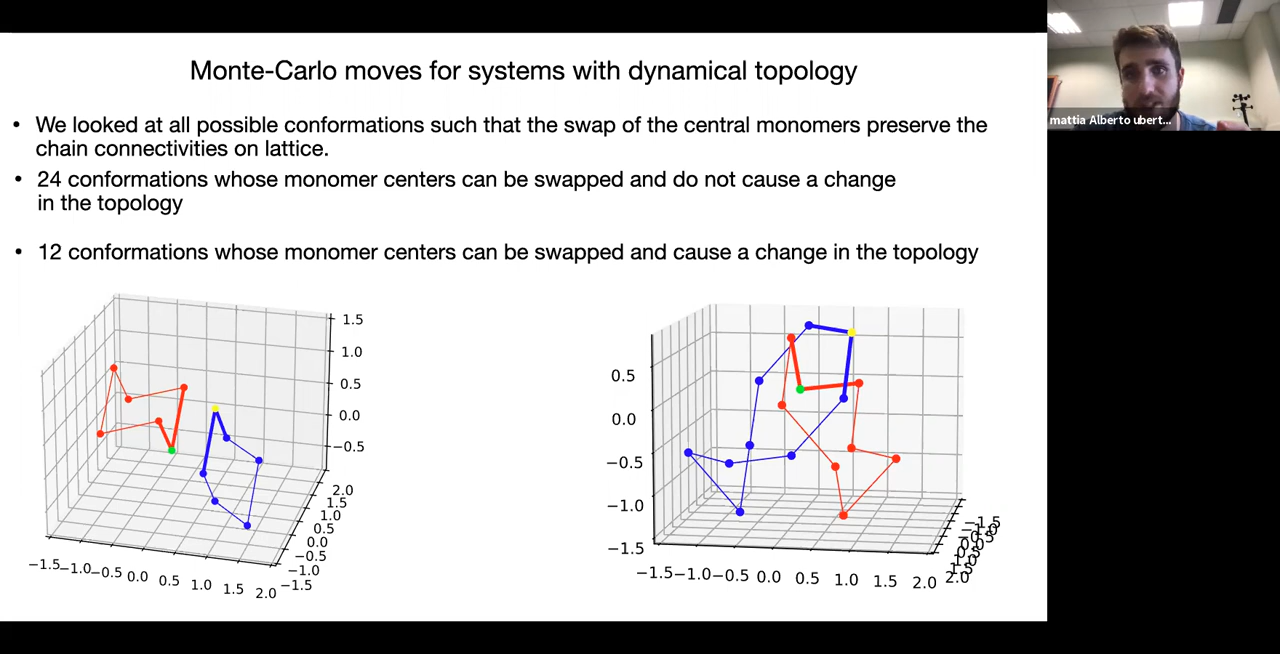 Monte-Carlo moves for systems with dynamical topology
• We looked at all possible conformations such that the swap of the central monomers preserve the
chain connectivities on lattice.
• 24 conformations whose monomer centers can be swapped and do not cause a change
in the topology
• 12 conformations whose monomer centers can be swapped and cause a change in the topology
mattia Alberto ubert...
1.5
1.0
0.5
0.0
−0.5
2.0
1.5
1.0
0.5
0.0
−0.5
−1.0
−1.5
−1.5 −1.0 −0.5 0.0 0.5 1.0 1.5 2.0
0.5
0.0
−0.5
−1.0
−1.5
−1.5 −1.0 −0.5 0.0 0.5 1.0 1.5 2.0
−1.5
2.0